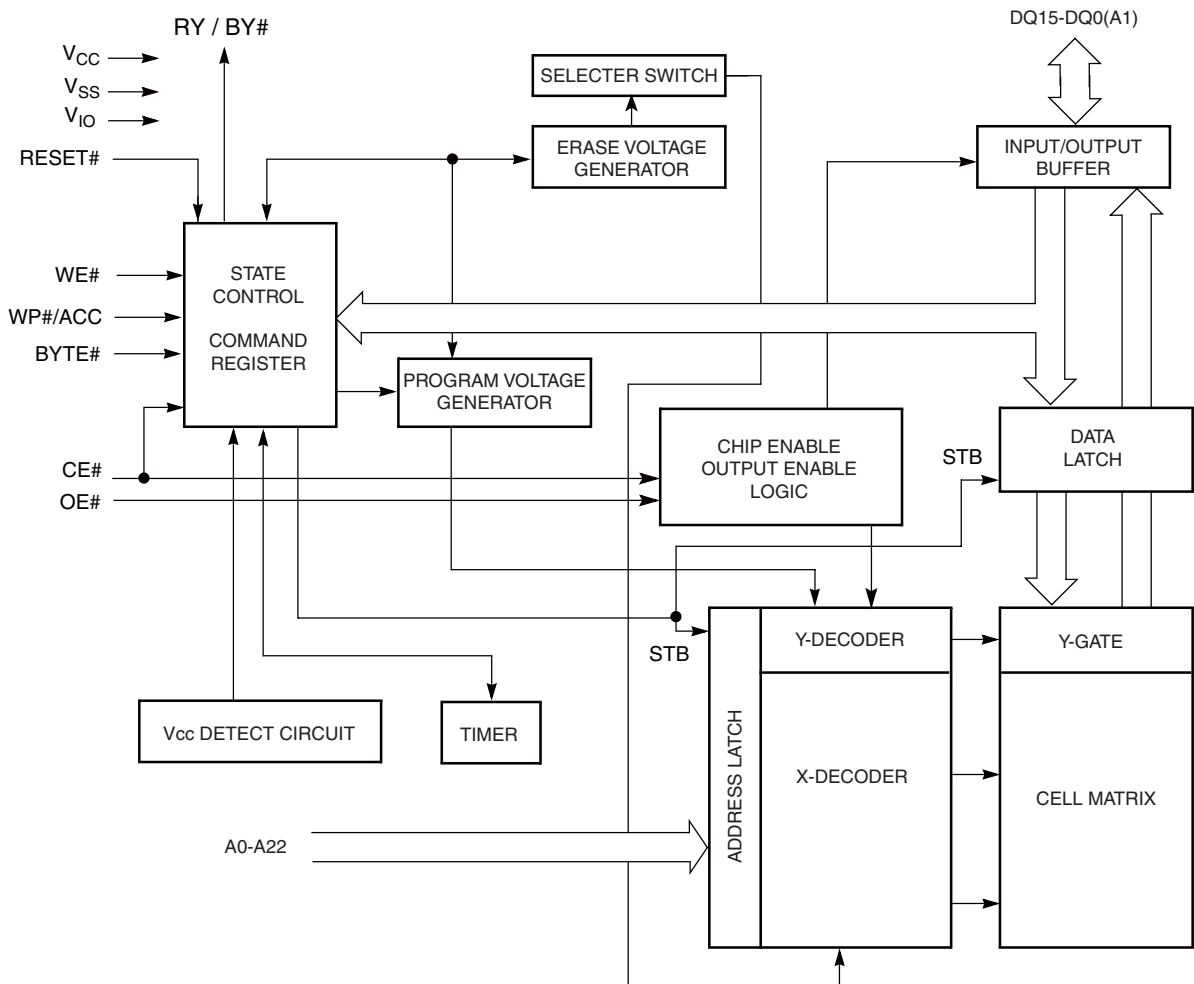 RY / BY#
DQ15-DQ0(A1)
VCC
VSS
VIO
SELECTER SWITCH
RESET#
ERASE VOLTAGE
GENERATOR
INPUT/OUTPUT
BUFFER
WE#
WP#/ACC
BYTE#
STATE
CONTROL
COMMAND
REGISTER
PROGRAM VOLTAGE
GENERATOR
CE#
OE#
CHIP ENABLE
OUTPUT ENABLE
LOGIC
STB
DATA
LATCH
STB
Y-DECODER
Y-GATE
Vcc DETECT CIRCUIT
TIMER
ADDRESS LATCH
X-DECODER
CELL MATRIX
A0-A22